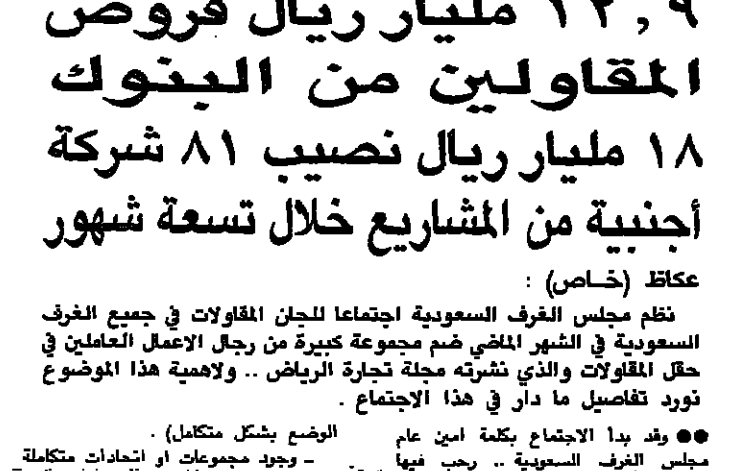 ١٢,٩ مليار ريال قروض
المقاولين من البنوك
١٨ مليار ريال نصيب ٨١ شركة
أجنبية من المشاريع خلال تسعة شهور
عكاظ (خـاص) :
نظم مجلس الغرف السعودية اجتماعا للجان المقاولات في جميع الغرف
السعودية في الشهر الماضي ضم مجموعة كبيرة من رجال الاعمال العاملين في
حقل المقاولات والذي نشرته مجلة تجارة الرياض .. ولاهمية هذا الموضوع
نورد تفاصيل ما دار في هذا الاجتماع .
●● وقد بدأ الاجتماع بكلمة امين عام
مجلس الغرف السعودية .. رحب فيها
الوضع بشكل متكامل) .
– وجود مجموعات او اتحادات متكاملة